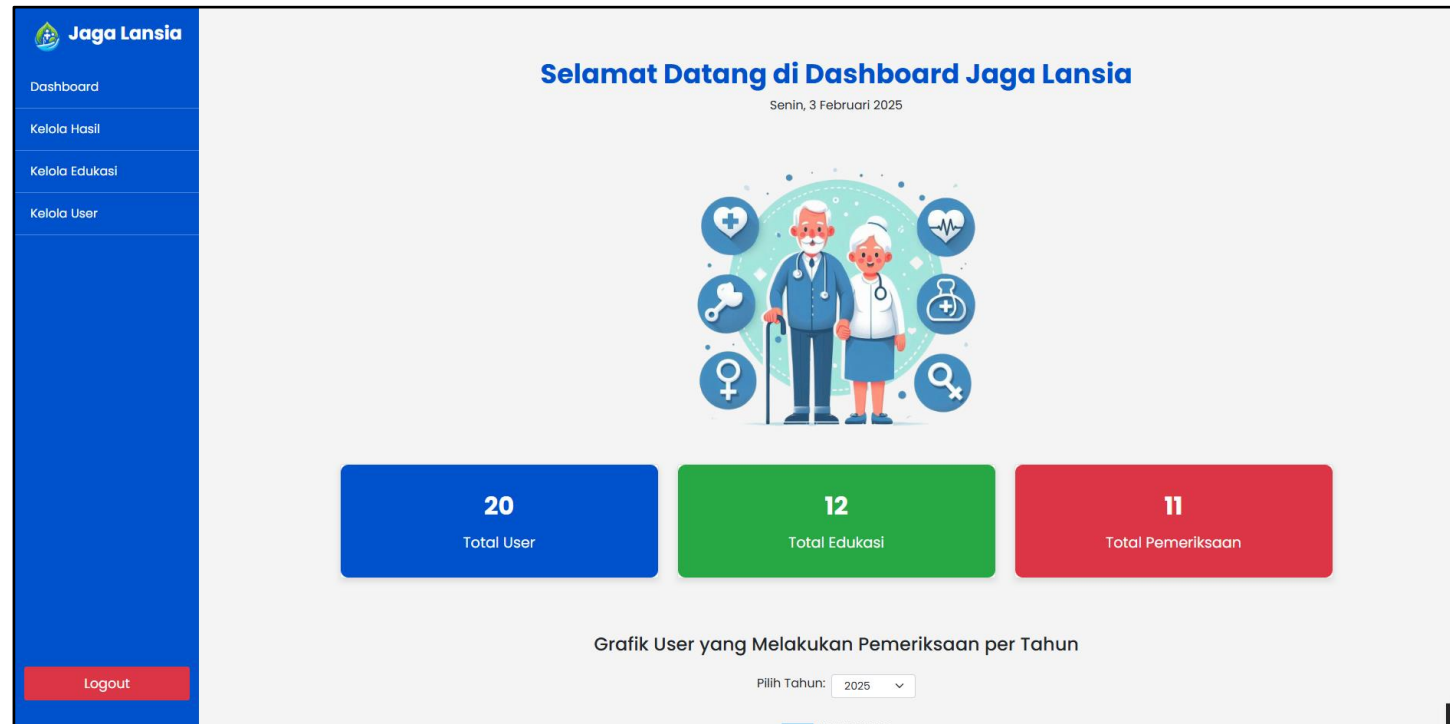 Jaga Lansia
Dashboard
Kelola Hasil
Kelola Edukasi
Kelola User
Logout
Selamat Datang di Dashboard Jaga Lansia
Senin, 3 Februari 2025
20
Total User
12
Total Edukasi
11
Total Pemeriksaan
Grafik User yang Melakukan Pemeriksaan per Tahun
Pilih Tahun: 2025